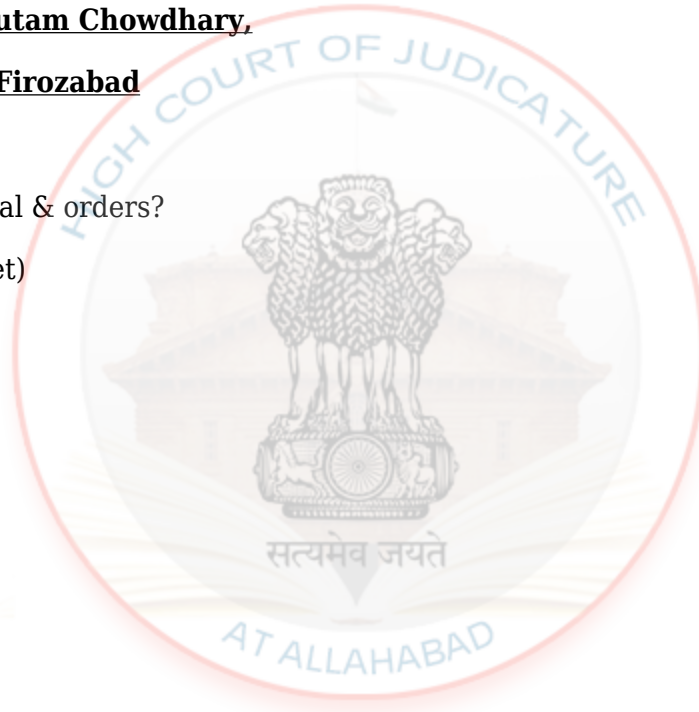 utam Chowdhary,
Firozabad
al & orders?
et)
HIGH COURT OF JUDICATURE
सत्यमेव जयते
AT ALLAHABAD